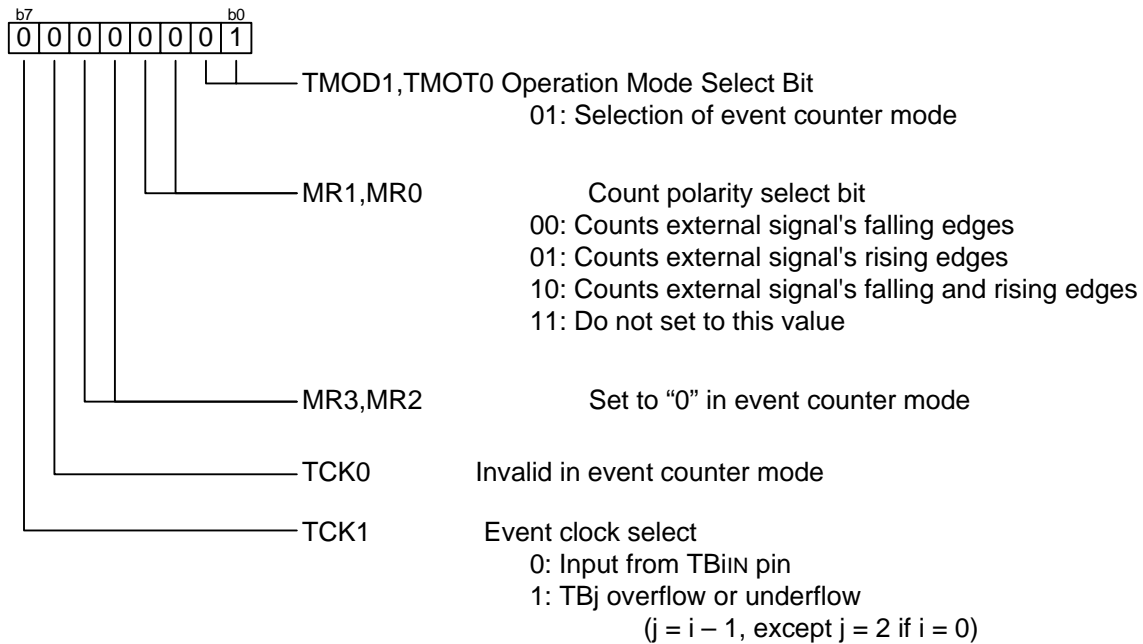 b7 b0
0 0 0 0 0 0 0 1
TMOD1,TMOT0 Operation Mode Select Bit
01: Selection of event counter mode
MR1,MR0 Count polarity select bit
00: Counts external signal's falling edges
01: Counts external signal's rising edges
10: Counts external signal's falling and rising edges
11: Do not set to this value
MR3,MR2 Set to “0” in event counter mode
TCK0 Invalid in event counter mode
TCK1 Event clock select
0: Input from TBiIN pin
1: TBj overflow or underflow
(j = i – 1, except j = 2 if i = 0)